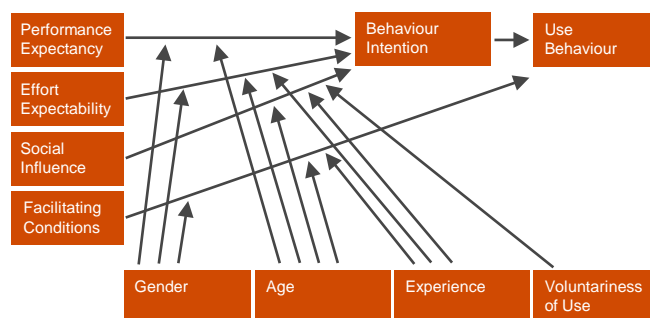 Performance
Expectancy
Behaviour
Intention
Use
Behaviour
Effort
Expectability
Social
Influence
Facilitating
Conditions
Gender
Age
Experience
Voluntariness
of Use